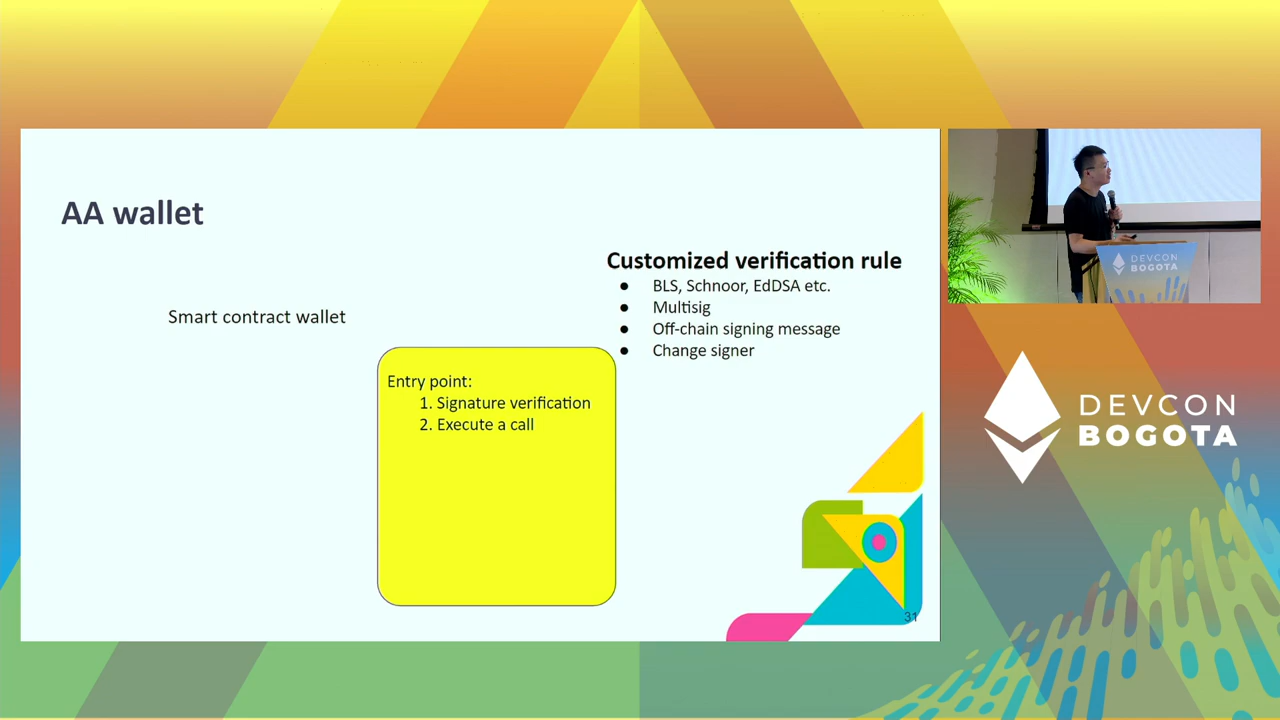 AA wallet
Smart contract wallet
Customized verification rule
● BLS, Schnoor, EdDSA etc.
● Multisig
● Off-chain signing message
● Change signer
Entry point:
1. Signature verification
2. Execute a call
31
DEVCON
BOGOTA
DEVCON
BOGOTA